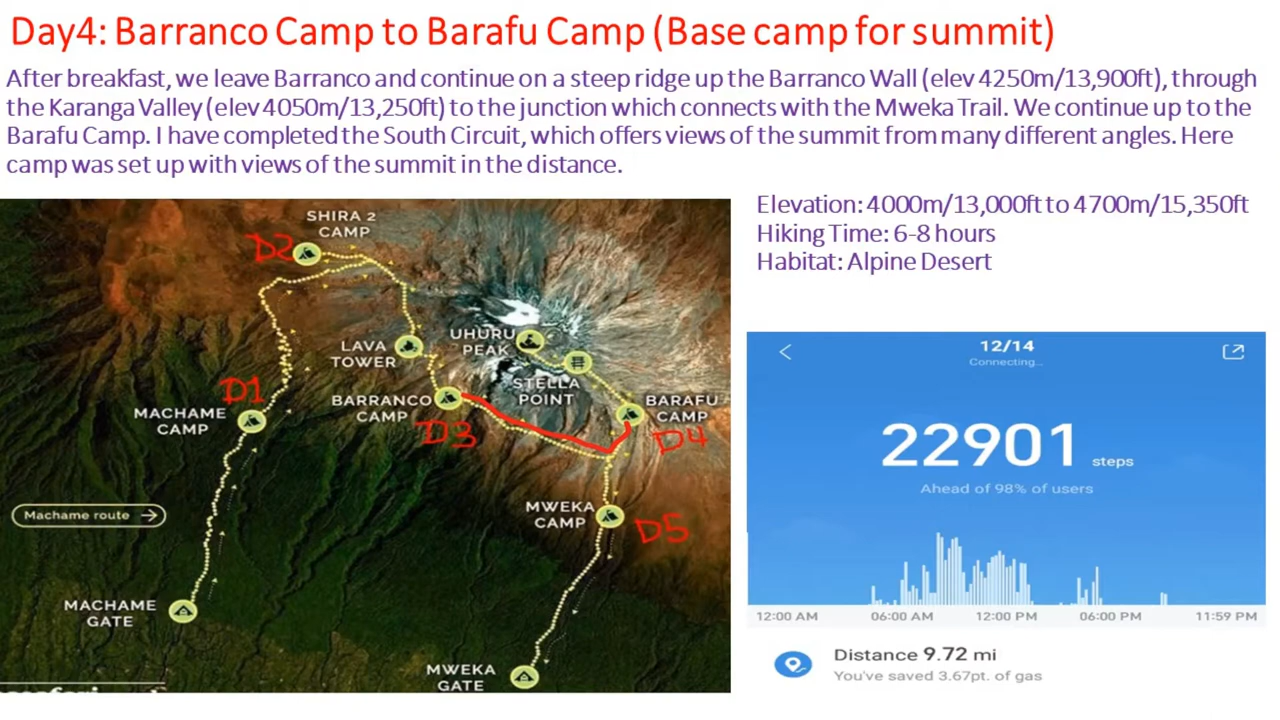 Day4: Barranco Camp to Barafu Camp (Base camp for summit)
After breakfast, we leave Barranco and continue on a steep ridge up the Barranco Wall (elev 4250m/13,900ft), through
the Karanga Valley (elev 4050m/13,250ft) to the junction which connects with the Mweka Trail. We continue up to the
Barafu Camp. I have completed the South Circuit, which offers views of the summit from many different angles. Here
camp was set up with views of the summit in the distance.
SHIRA 2
CAMP
D2
UHURU
PEAK
LAVA
TOWER
STELLA
POINT
D1
MACHAME
CAMP
BARRANCO
CAMP
D3
BARAFU
CAMP
D4
Machame route
MWEKA
CAMP
D5
MACHAME
GATE
MWEKA
GATE
Elevation: 4000m/13,000ft to 4700m/15,350ft
Hiking Time: 6-8 hours
Habitat: Alpine Desert
12/14
Connecting...
22901 steps
Ahead of 98% of users
12:00 AM 06:00 AM 12:00 PM 06:00 PM 11:59 PM
Distance 9.72 mi
You've saved 3.67pt. of gas